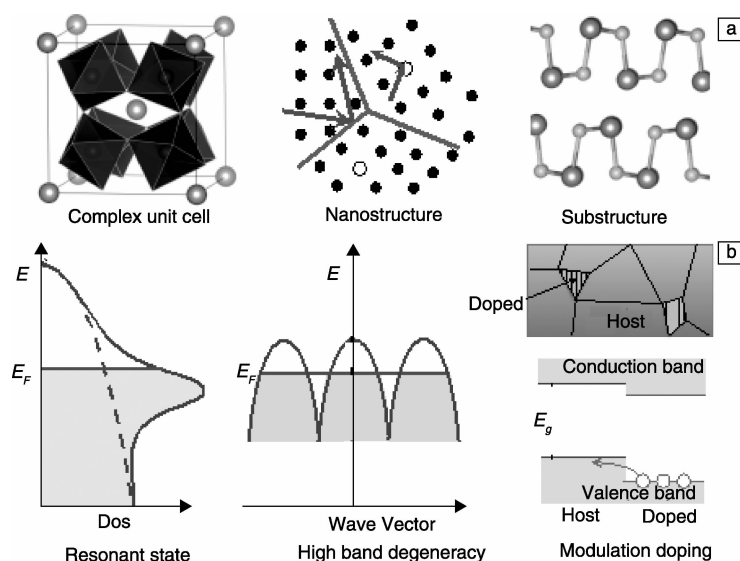 a
Complex unit cell
Nanostructure
Substructure
E
E_F
Dos
Resonant state
E
E_F
Wave Vector
High band degeneracy
b
Doped
Host
Conduction band
E_g
Valence band
Host
Doped
Modulation doping